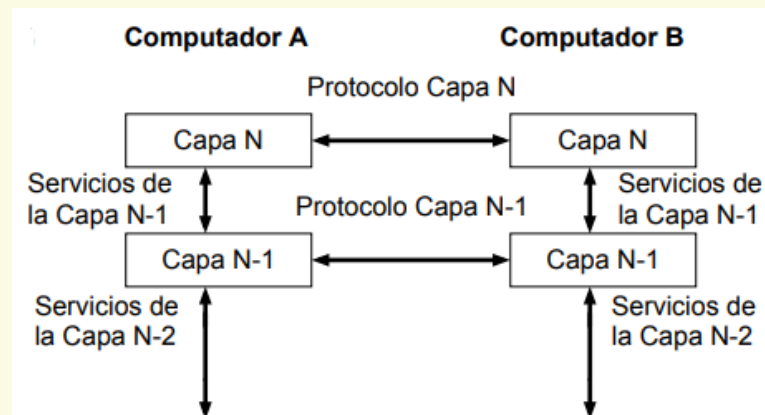 Computador A
Computador B
Protocolo Capa N
Capa N
Capa N
Servicios de
la Capa N-1
Protocolo Capa N-1
Servicios de
la Capa N-1
Capa N-1
Capa N-1
Servicios de
la Capa N-2
Servicios de
la Capa N-2